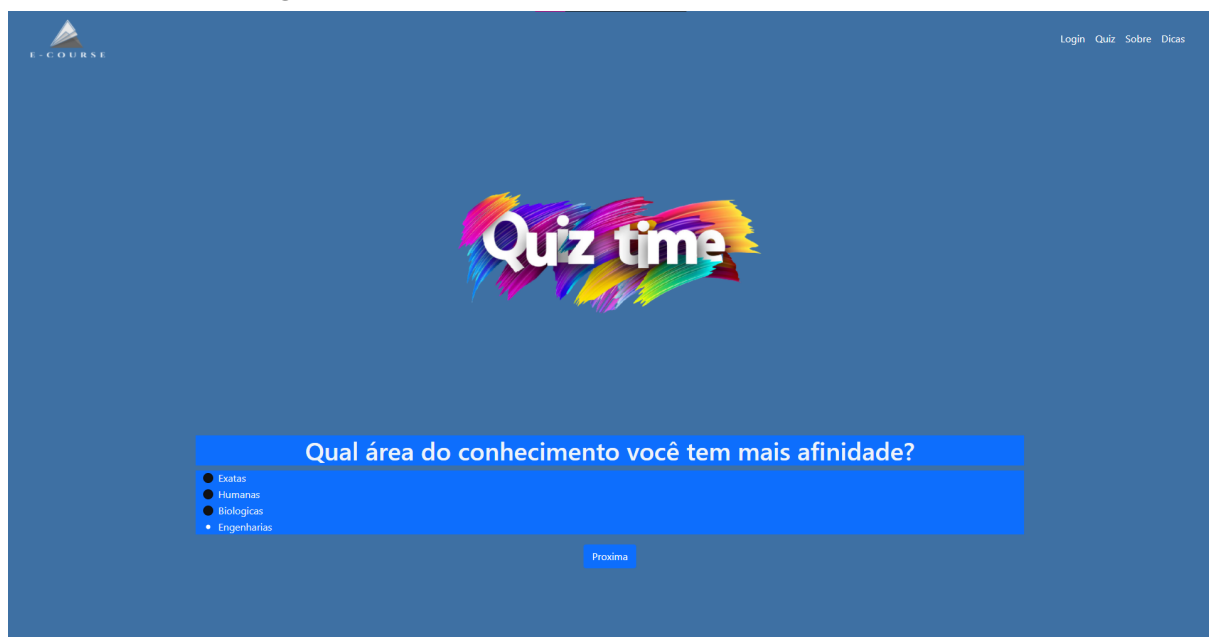 E-COURSE
Login Quiz Sobre Dicas
Quiz time
Qual área do conhecimento você tem mais afinidade?
Exatas
Humanas
Biologicas
Engenharias
Proxima